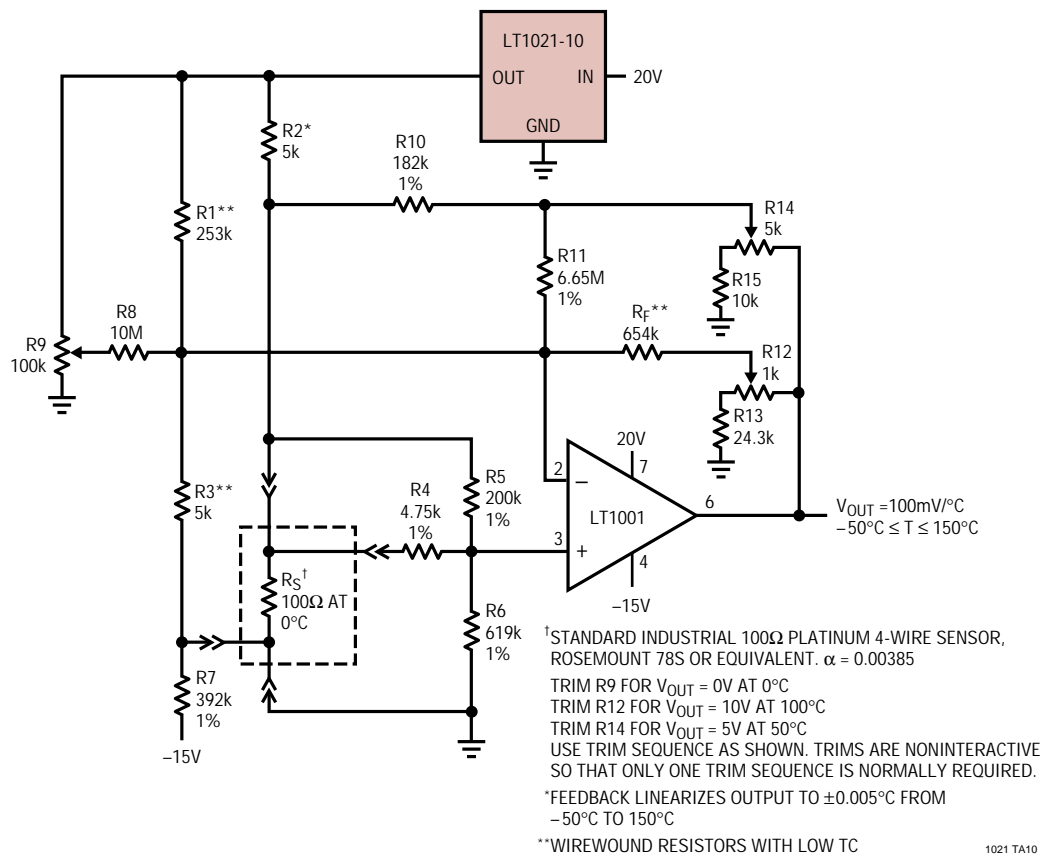 LT1021-10
OUT
IN
20V
GND
R2*
5k
R10
182k
1%
R1**
253k
R14
5k
R11
6.65M
1%
R15
10k
R8
10M
RF**
654k
R9
100k
R12
1k
R13
24.3k
20V
7
2
–
R5
200k
1%
R3**
5k
R4
4.75k
1%
LT1001
6
VOUT =100mV/°C
–50°C ≤ T ≤ 150°C
3
+
4
–15V
RS†
100Ω AT
0°C
R6
619k
1%
R7
392k
1%
–15V
†STANDARD INDUSTRIAL 100Ω PLATINUM 4-WIRE SENSOR,
ROSEMOUNT 78S OR EQUIVALENT. α = 0.00385
TRIM R9 FOR VOUT = 0V AT 0°C
TRIM R12 FOR VOUT = 10V AT 100°C
TRIM R14 FOR VOUT = 5V AT 50°C
USE TRIM SEQUENCE AS SHOWN. TRIMS ARE NONINTERACTIVE
SO THAT ONLY ONE TRIM SEQUENCE IS NORMALLY REQUIRED.
*FEEDBACK LINEARIZES OUTPUT TO ±0.005°C FROM
–50°C TO 150°C
**WIREWOUND RESISTORS WITH LOW TC
1021 TA10